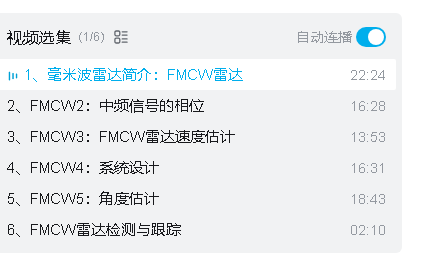 视频选集 (1/6) 自动连播
1、毫米波雷达简介：FMCW雷达 22:24
2、FMCW2：中频信号的相位 16:28
3、FMCW3：FMCW雷达速度估计 13:53
4、FMCW4：系统设计 16:31
5、FMCW5：角度估计 18:43
6、FMCW雷达检测与跟踪 02:10